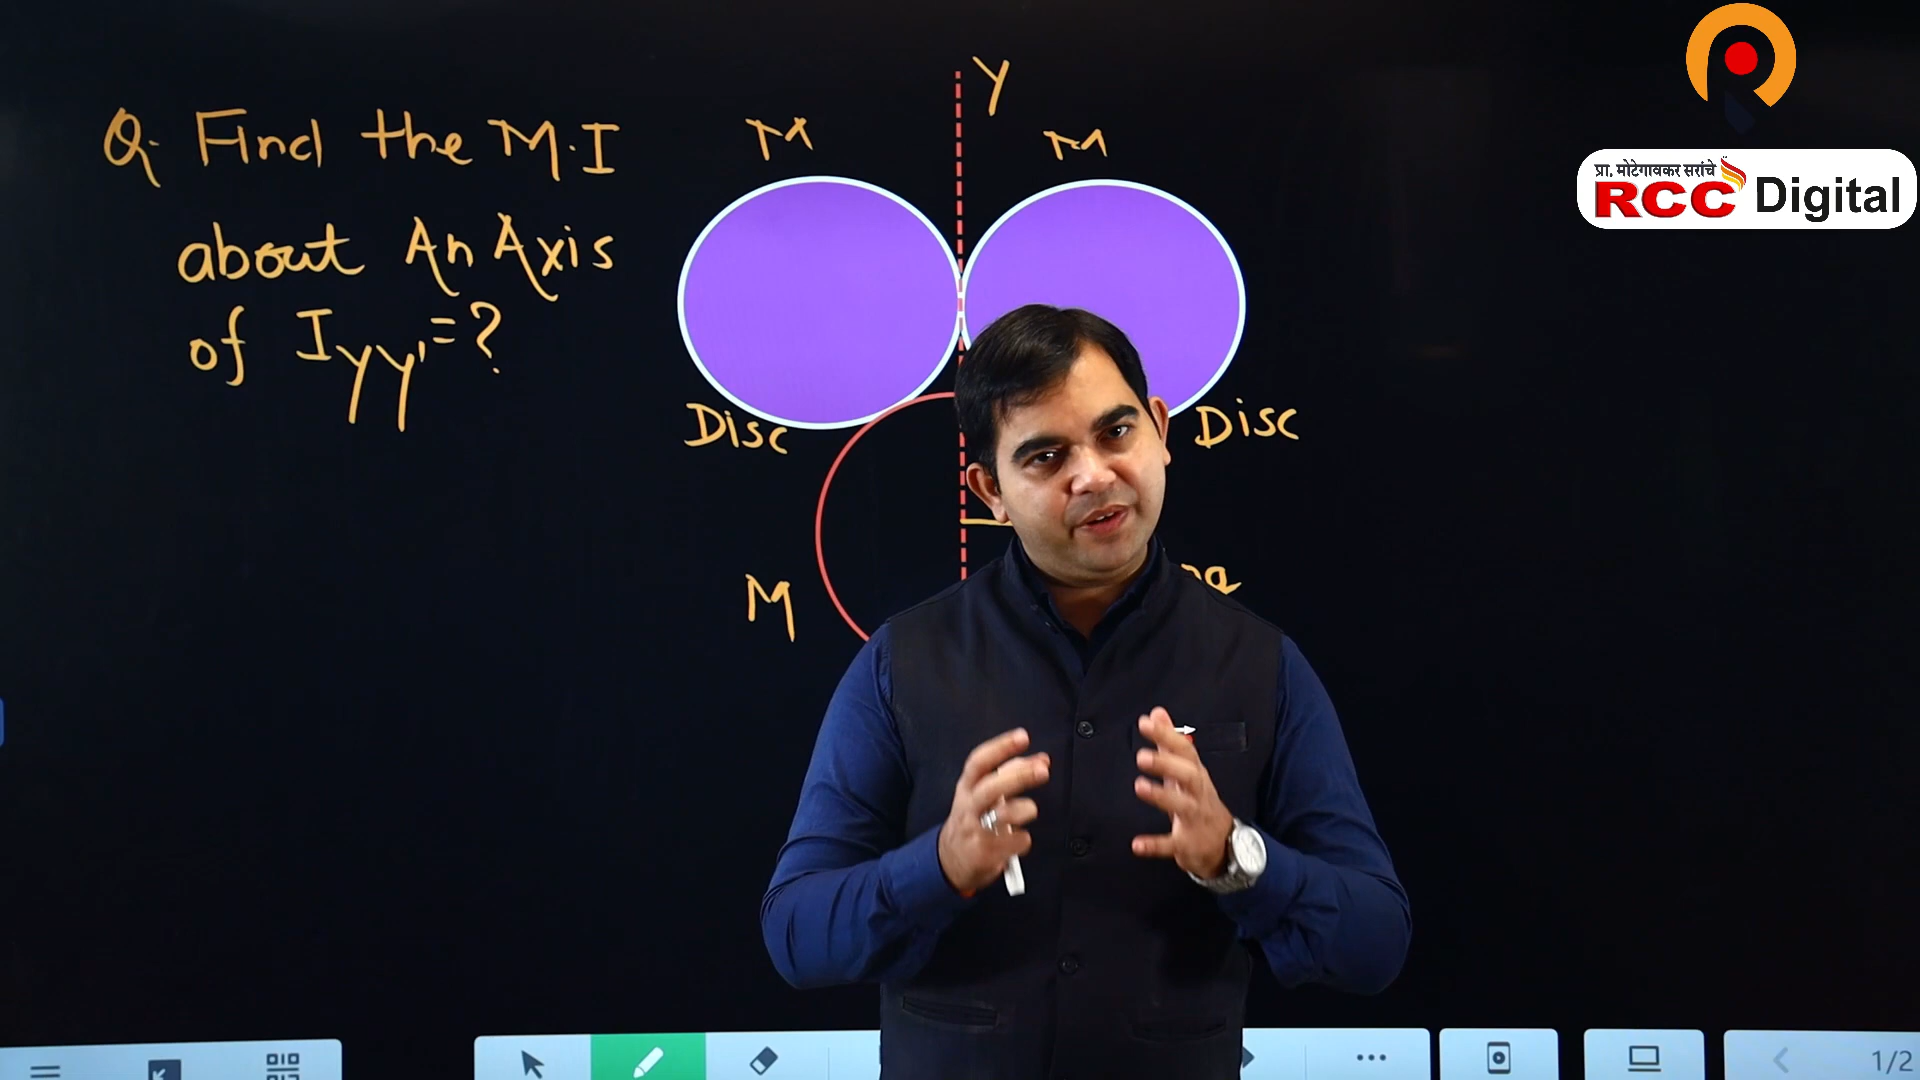 Q. Find the M.I
about An Axis
of Iyy'=?
Y
M
M
Disc
Disc
M
प्रा. मोटेगावकर सरांचे
RCC Digital
1/2